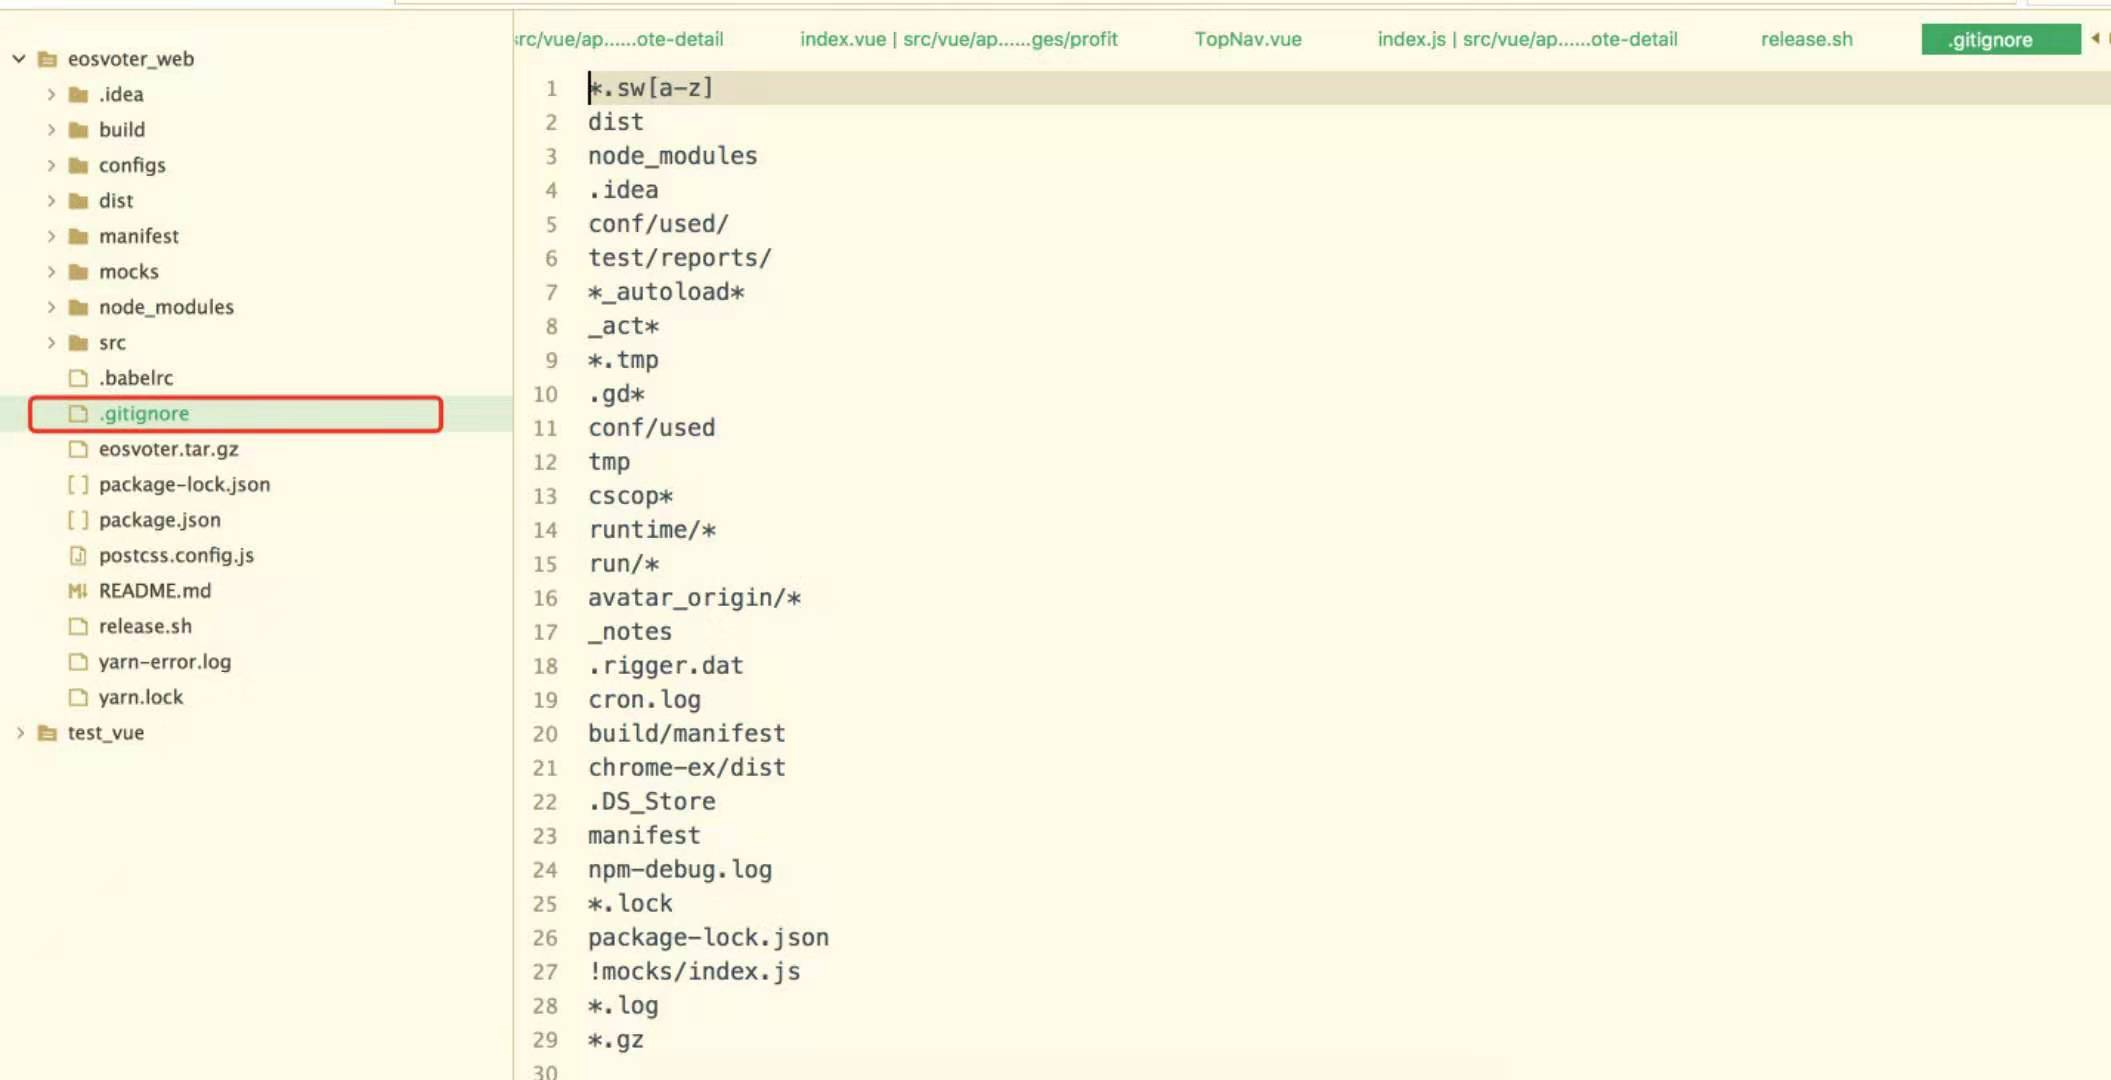 eosvoter_web
.idea
build
configs
dist
manifest
mocks
node_modules
src
.babelrc
.gitignore
eosvoter.tar.gz
package-lock.json
package.json
postcss.config.js
README.md
release.sh
yarn-error.log
yarn.lock
test_vue
src/vue/ap......ote-detail index.vue | src/vue/ap......ges/profit TopNav.vue index.js | src/vue/ap......ote-detail release.sh .gitignore
1 *.sw[a-z]
2 dist
3 node_modules
4 .idea
5 conf/used/
6 test/reports/
7 *_autoload*
8 _act*
9 *.tmp
10 .gd*
11 conf/used
12 tmp
13 cscop*
14 runtime/*
15 run/*
16 avatar_origin/*
17 _notes
18 .rigger.dat
19 cron.log
20 build/manifest
21 chrome-ex/dist
22 .DS_Store
23 manifest
24 npm-debug.log
25 *.lock
26 package-lock.json
27 !mocks/index.js
28 *.log
29 *.gz
30